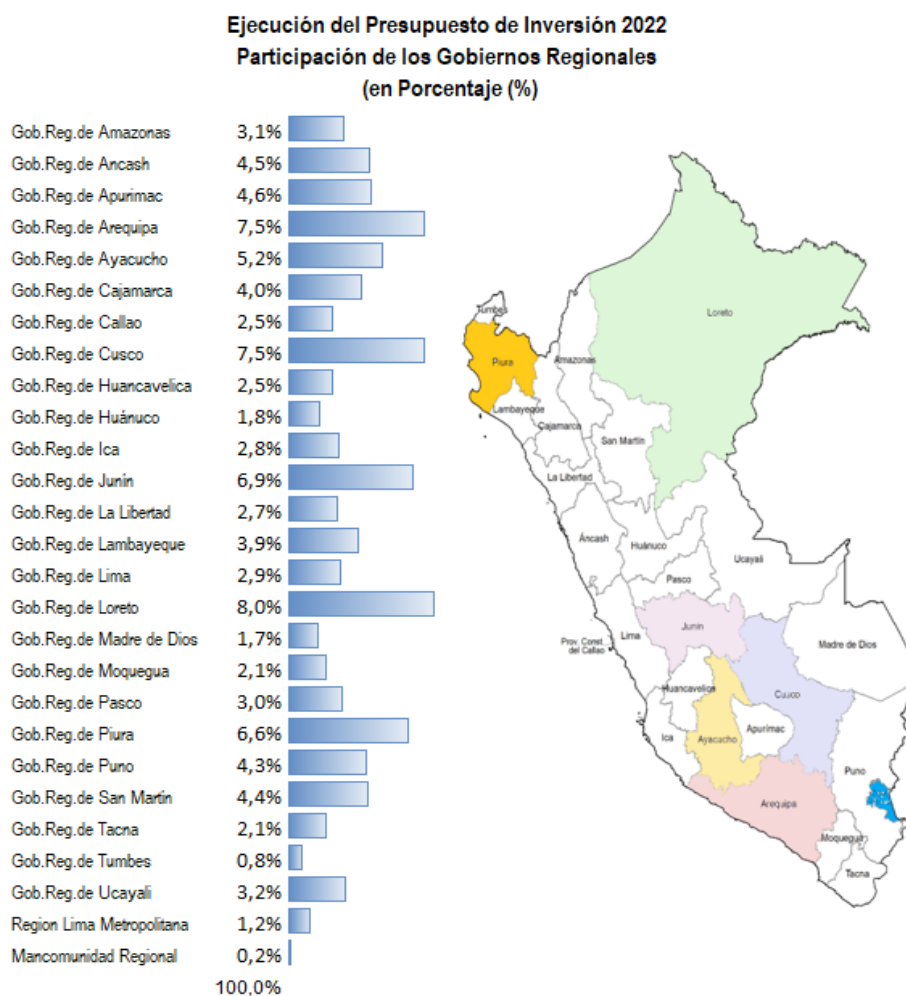 Ejecución del Presupuesto de Inversión 2022
Participación de los Gobiernos Regionales
(en Porcentaje (%)
Gob.Reg.de Amazonas 3,1%
Gob.Reg.de Ancash 4,5%
Gob.Reg.de Apurimac 4,6%
Gob.Reg.de Arequipa 7,5%
Gob.Reg.de Ayacucho 5,2%
Gob.Reg.de Cajamarca 4,0%
Gob.Reg.de Callao 2,5%
Gob.Reg.de Cusco 7,5%
Gob.Reg.de Huancavelica 2,5%
Gob.Reg.de Huánuco 1,8%
Gob.Reg.de Ica 2,8%
Gob.Reg.de Junin 6,9%
Gob.Reg.de La Libertad 2,7%
Gob.Reg.de Lambayeque 3,9%
Gob.Reg.de Lima 2,9%
Gob.Reg.de Loreto 8,0%
Gob.Reg.de Madre de Dios 1,7%
Gob.Reg.de Moquegua 2,1%
Gob.Reg.de Pasco 3,0%
Gob.Reg.de Piura 6,6%
Gob.Reg.de Puno 4,3%
Gob.Reg.de San Martin 4,4%
Gob.Reg.de Tacna 2,1%
Gob.Reg.de Tumbes 0,8%
Gob.Reg.de Ucayali 3,2%
Region Lima Metropolitana 1,2%
Mancomunidad Regional 0,2%
100,0%
Tumbes
Loreto
Piura
Amazonas
Lambayeque
Cajamarca
San Martín
La Libertad
Áncash
Huánuco
Ucayali
Pasco
Junín
Lima
Prov. Const.
del Callao
Madre de Dios
Huancavelica
Cusco
Ica
Ayacucho
Apurímac
Puno
Arequipa
Moquegua
Tacna